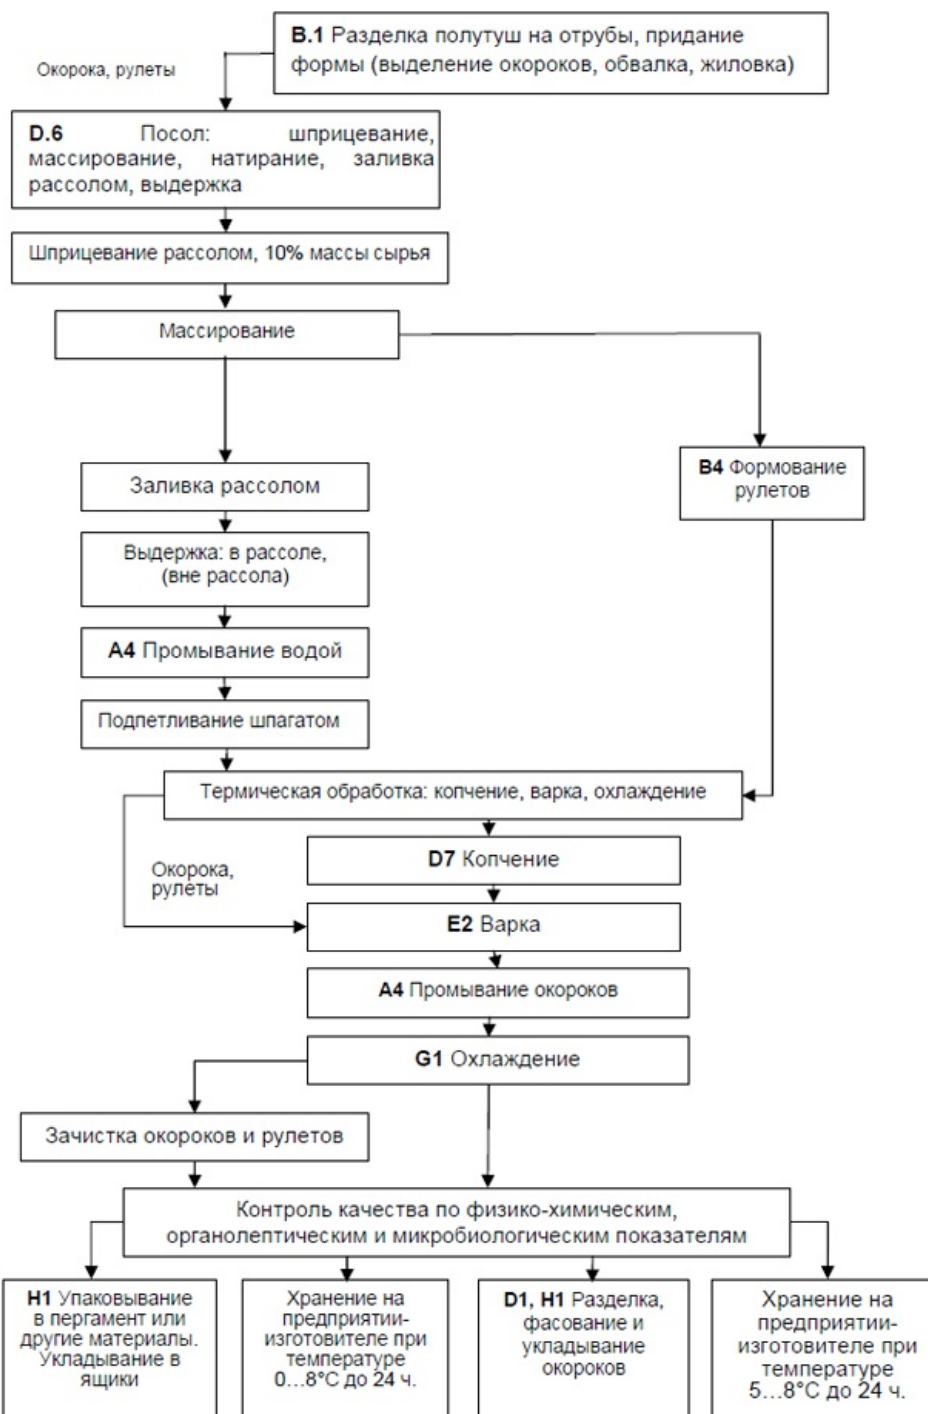 B.1 Разделка полутуш на отрубы, придание
формы (выделение окороков, обвалка, жиловка)
Окорока, рулеты
D.6 Посол: шприцевание,
массирование, натирание, заливка
рассолом, выдержка
Шприцевание рассолом, 10% массы сырья
Массирование
B4 Формование
рулетов
Заливка рассолом
Выдержка: в рассоле,
(вне рассола)
A4 Промывание водой
Подпетливание шпагатом
Термическая обработка: копчение, варка, охлаждение
D7 Копчение
Окорока,
рулеты
E2 Варка
A4 Промывание окороков
G1 Охлаждение
Зачистка окороков и рулетов
Контроль качества по физико-химическим,
органолептическим и микробиологическим показателям
H1 Упаковывание
в пергамент или
другие материалы.
Укладывание в
ящики
Хранение на
предприятии-
изготовителе при
температуре
0...8°C до 24 ч.
D1, H1 Разделка,
фасование и
укладывание
окороков
Хранение на
предприятии-
изготовителе при
температуре
5...8°C до 24 ч.